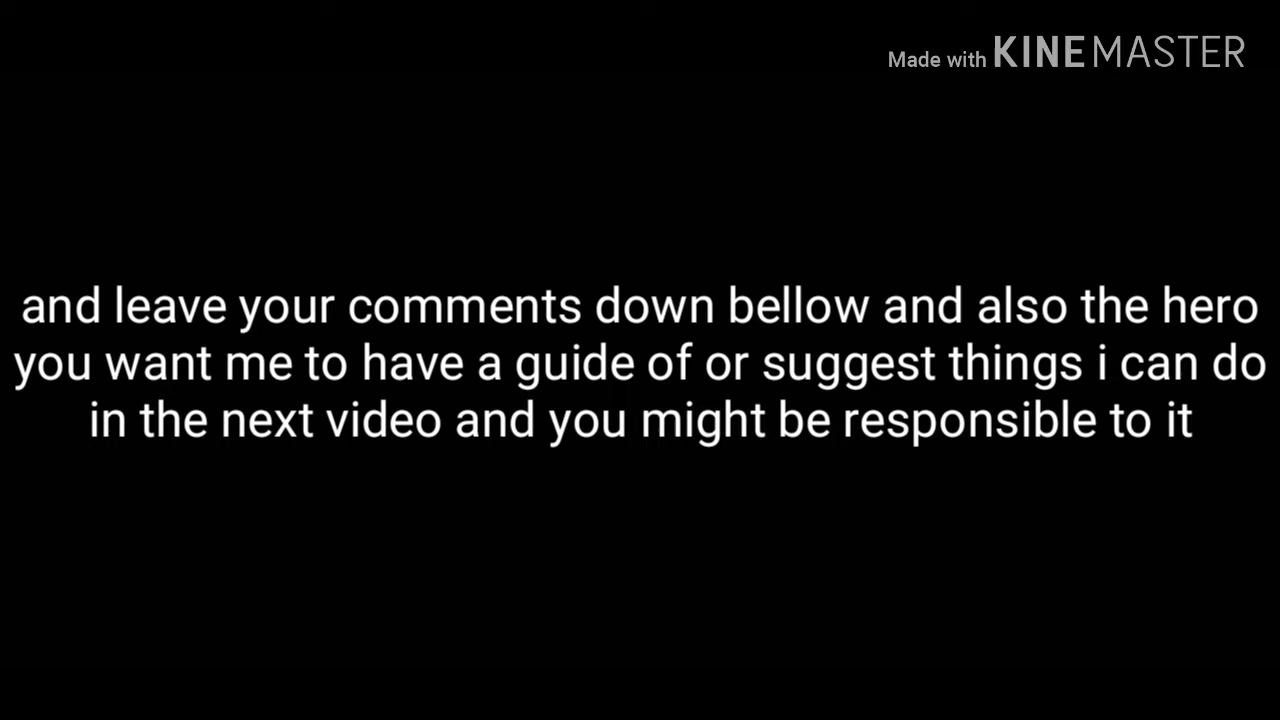 Made with KINEMASTER
and leave your comments down bellow and also the hero
you want me to have a guide of or suggest things i can do
in the next video and you might be responsible to it